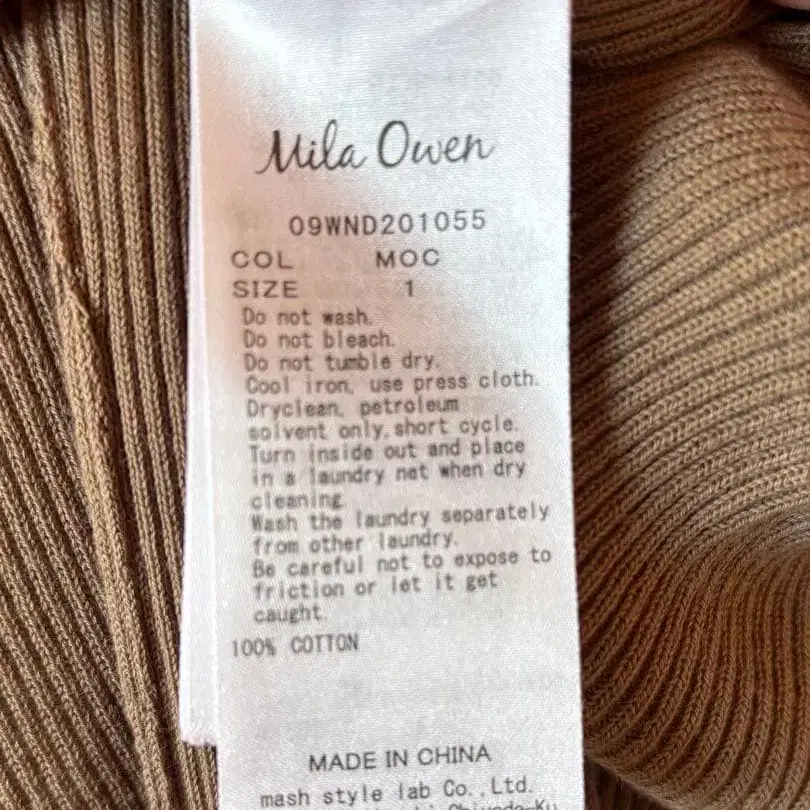 Mila Owen
09WND201055
COL MOC
SIZE 1
Do not wash.
Do not bleach.
Do not tumble dry.
Cool iron, use press cloth.
Dryclean, petroleum
solvent only,short cycle.
Turn inside out and place
in a laundry net when dry
cleaning
Wash the laundry separately
from other laundry.
Be careful not to expose to
friction or let it get
caught.
100% COTTON
MADE IN CHINA
mash style lab Co.,Ltd.